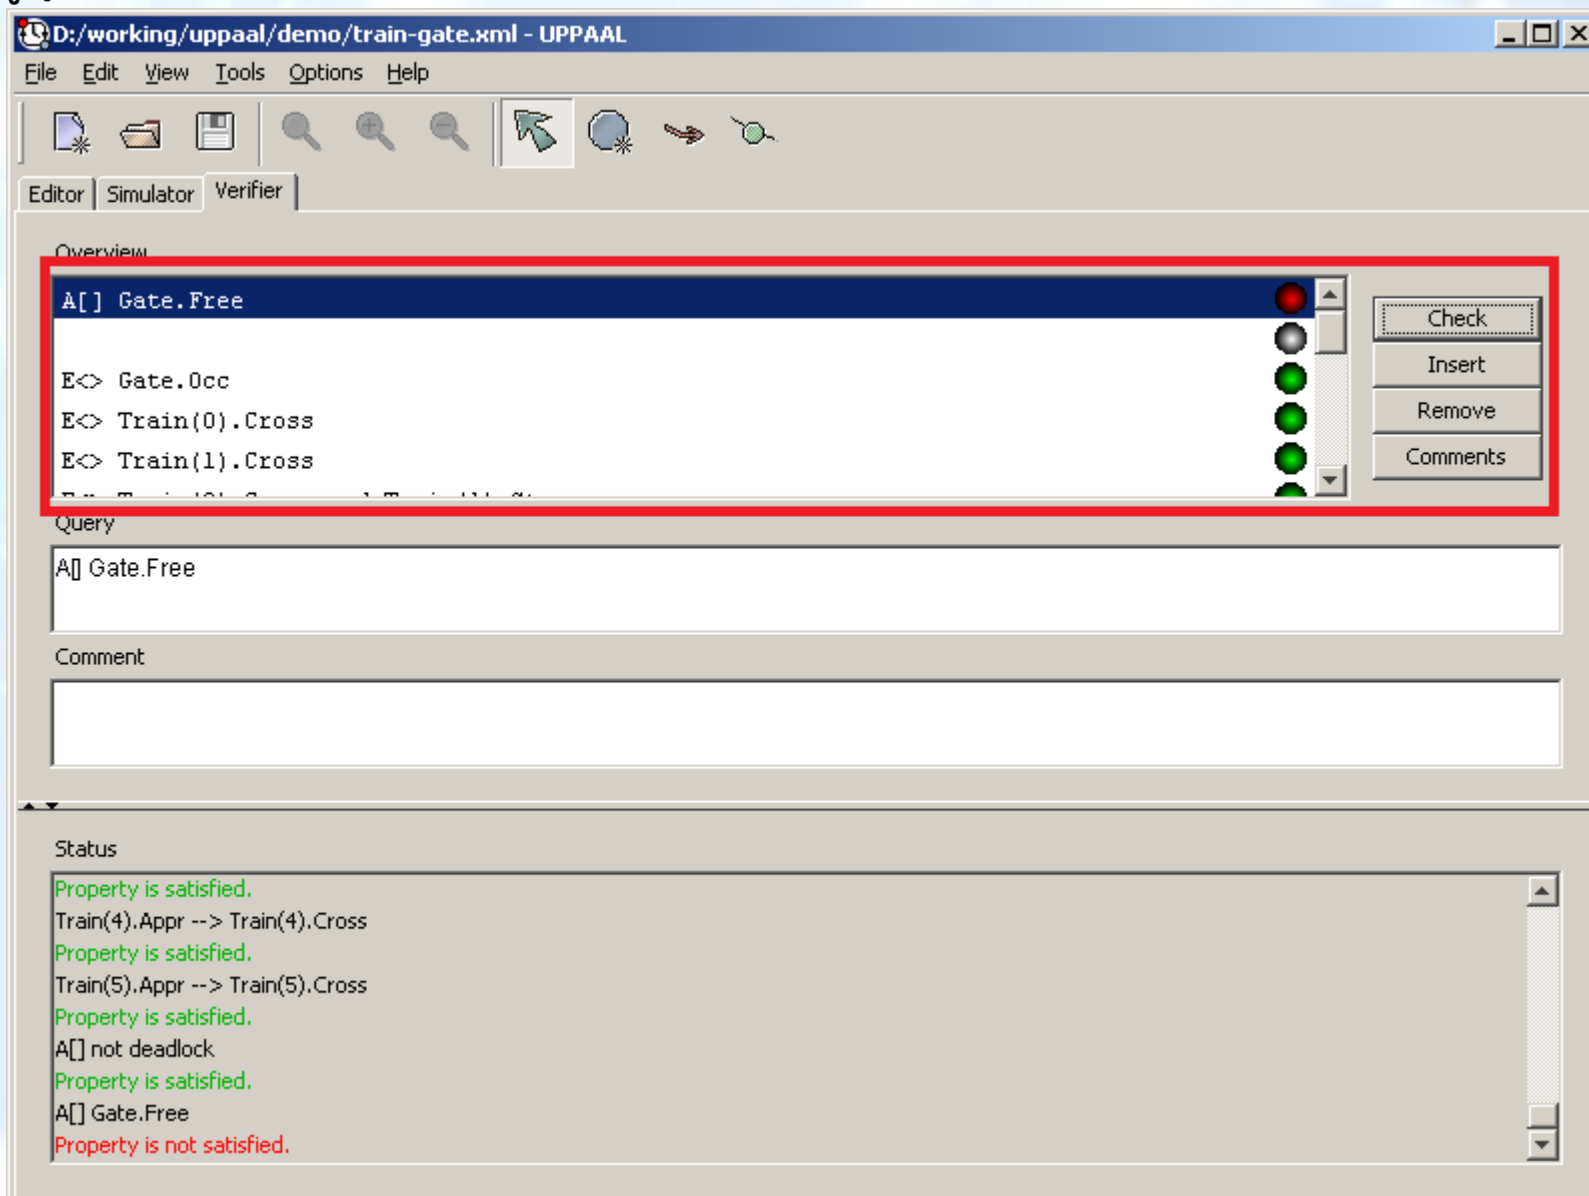 D:/working/uppaal/demo/train-gate.xml - UPPAAL
File Edit View Tools Options Help
Editor Simulator Verifier
Overview
A[] Gate.Free
E<> Gate.Occ
E<> Train(0).Cross
E<> Train(1).Cross
Check
Insert
Remove
Comments
Query
A[] Gate.Free
Comment
Status
Property is satisfied.
Train(4).Appr --> Train(4).Cross
Property is satisfied.
Train(5).Appr --> Train(5).Cross
Property is satisfied.
A[] not deadlock
Property is satisfied.
A[] Gate.Free
Property is not satisfied.